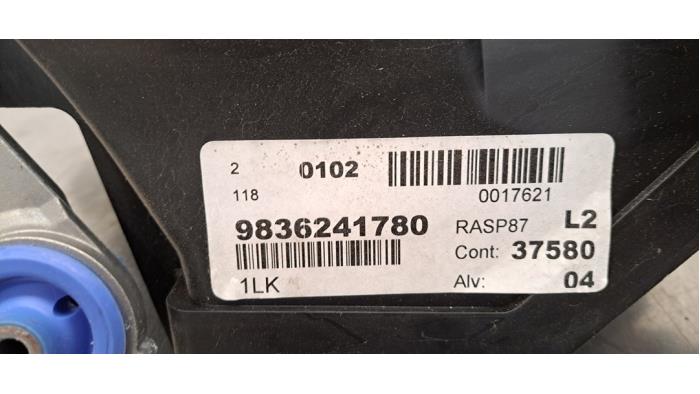 2 0102
118 0017621
9836241780 RASP87 L2
Cont: 37580
1LK Alv: 04